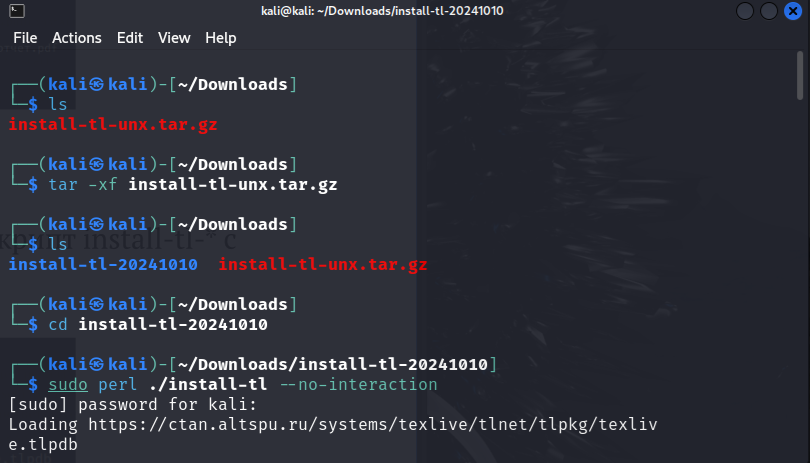 kali@kali: ~/Downloads/install-tl-20241010
File Actions Edit View Help
┌──(kali㉿kali)-[~/Downloads]
└─$ ls
install-tl-unx.tar.gz
┌──(kali㉿kali)-[~/Downloads]
└─$ tar -xf install-tl-unx.tar.gz
┌──(kali㉿kali)-[~/Downloads]
└─$ ls
install-tl-20241010 install-tl-unx.tar.gz
┌──(kali㉿kali)-[~/Downloads]
└─$ cd install-tl-20241010
┌──(kali㉿kali)-[~/Downloads/install-tl-20241010]
└─$ sudo perl ./install-tl --no-interaction
[sudo] password for kali:
Loading https://ctan.altspu.ru/systems/texlive/tlnet/tlpkg/texliv
e.tlpdb